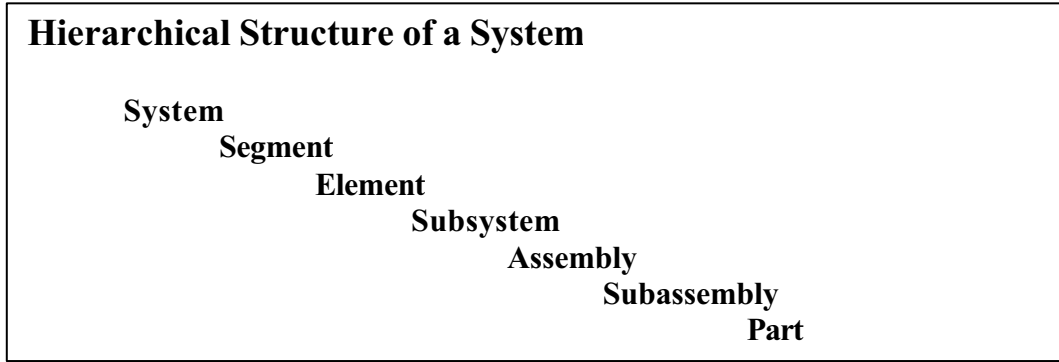 Hierarchical Structure of a System
System
Segment
Element
Subsystem
Assembly
Subassembly
Part